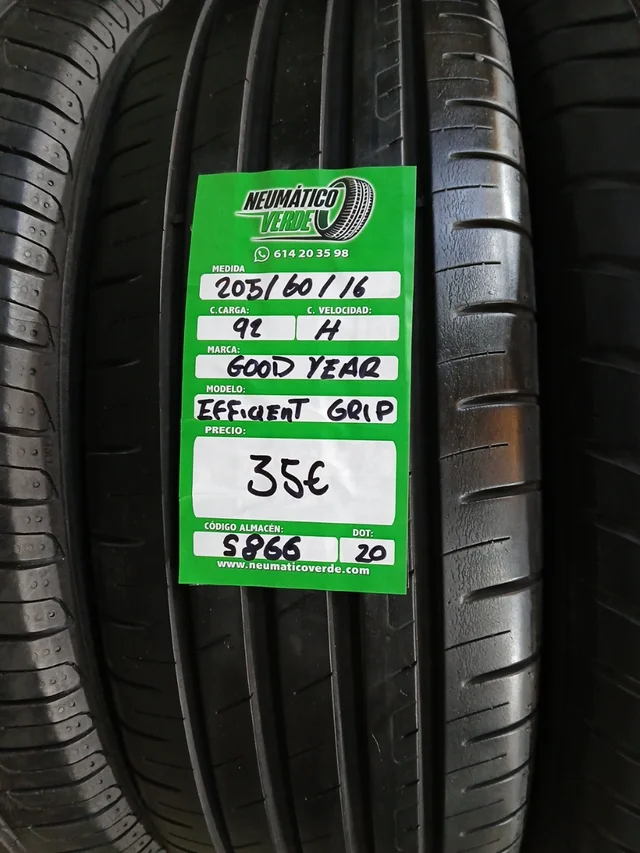 NEUMÁTICO
VERDE
614 20 35 98
MEDIDA
205/60/16
C.CARGA: C. VELOCIDAD:
92 H
MARCA:
GOOD YEAR
MODELO:
EFFICIENT GRIP
PRECIO:
35€
CÓDIGO ALMACÉN: DOT:
S866 20
www.neumaticoverde.com